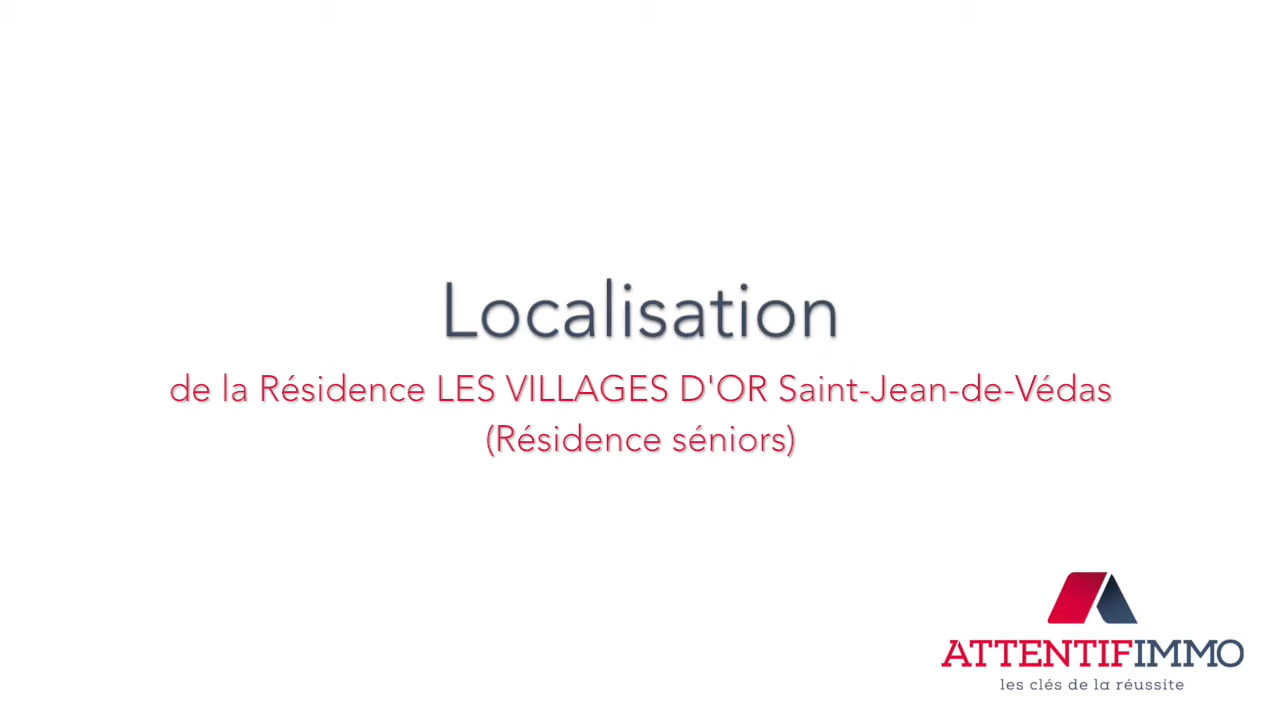 Localisation
de la Résidence LES VILLAGES D'OR Saint-Jean-de-Védas
(Résidence séniors)
ATTENTIFIMMO
les clés de la réussite